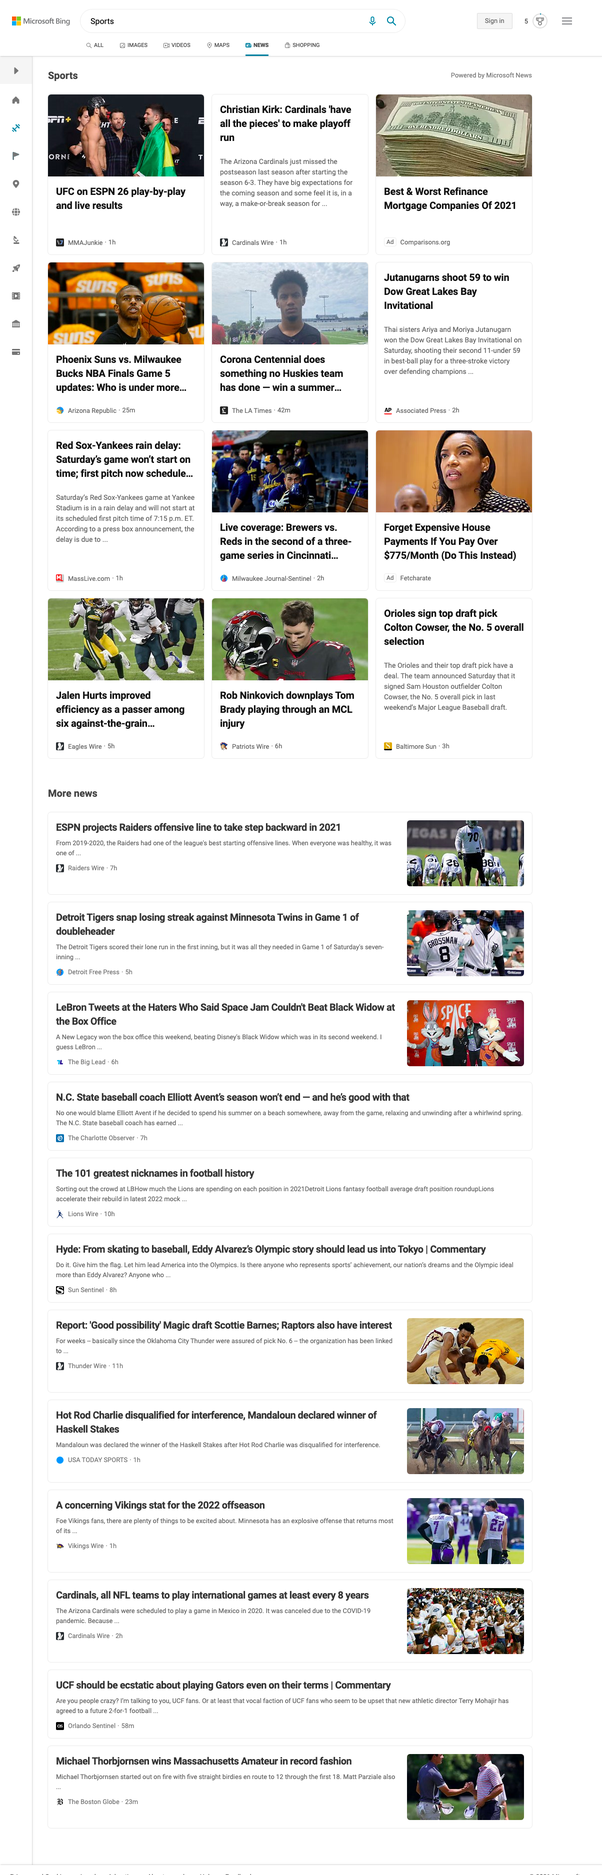 Microsoft Bing
Sports
Sign in
5
ALL
IMAGES
VIDEOS
MAPS
NEWS
SHOPPING
Sports
Powered by Microsoft News
UFC on ESPN 26 play-by-play
and live results
MMAJunkie · 1h
Christian Kirk: Cardinals 'have
all the pieces' to make playoff
run
The Arizona Cardinals just missed the
postseason last season after starting the
season 6-3. They have big expectations for
the coming season and some feel it is, in a
way, a make-or-break season for ...
Cardinals Wire · 1h
Best & Worst Refinance
Mortgage Companies Of 2021
Ad Comparisons.org
SUNS
Phoenix Suns vs. Milwaukee
Bucks NBA Finals Game 5
updates: Who is under more...
Arizona Republic · 25m
Corona Centennial does
something no Huskies team
has done — win a summer...
The LA Times · 42m
Jutanugarns shoot 59 to win
Dow Great Lakes Bay
Invitational
Thai sisters Ariya and Moriya Jutanugarn
won the Dow Great Lakes Bay Invitational on
Saturday, shooting their second 11-under 59
in best-ball play for a three-stroke victory
over defending champions ...
AP Associated Press · 2h
Red Sox-Yankees rain delay:
Saturday's game won't start on
time; first pitch now schedule...
Saturday's Red Sox-Yankees game at Yankee
Stadium is in a rain delay and will not start at
its scheduled first pitch time of 7:15 p.m. ET.
According to a press box announcement, the
delay is due to ...
MassLive.com · 1h
Live coverage: Brewers vs.
Reds in the second of a three-
game series in Cincinnati...
Milwaukee Journal-Sentinel · 2h
Forget Expensive House
Payments If You Pay Over
$775/Month (Do This Instead)
Ad Fetcharate
Jalen Hurts improved
efficiency as a passer among
six against-the-grain...
Eagles Wire · 5h
Rob Ninkovich downplays Tom
Brady playing through an MCL
injury
Patriots Wire · 6h
Orioles sign top draft pick
Colton Cowser, the No. 5 overall
selection
The Orioles and their top draft pick have a
deal. The team announced Saturday that it
signed Sam Houston outfielder Colton
Cowser, the No. 5 overall pick in last
weekend's Major League Baseball draft.
Baltimore Sun · 3h
More news
ESPN projects Raiders offensive line to take step backward in 2021
From 2019-2020, the Raiders had one of the league's best starting offensive lines. When everyone was healthy, it was
one of ...
Raiders Wire · 7h
Detroit Tigers snap losing streak against Minnesota Twins in Game 1 of
doubleheader
The Detroit Tigers scored their lone run in the first inning, but it was all they needed in Game 1 of Saturday's seven-
inning ...
Detroit Free Press · 5h
GROSSMAN
8
LeBron Tweets at the Haters Who Said Space Jam Couldn't Beat Black Widow at
the Box Office
A New Legacy won the box office this weekend, beating Disney's Black Widow which was in its second weekend. I
guess LeBron ...
The Big Lead · 6h
SPACE
N.C. State baseball coach Elliott Avent's season won't end — and he's good with that
No one would blame Elliott Avent if he decided to spend his summer on a beach somewhere, away from the game, relaxing and unwinding after a whirlwind spring.
The N.C. State baseball coach has earned ...
The Charlotte Observer · 7h
The 101 greatest nicknames in football history
Sorting out the crowd at LBHow much the Lions are spending on each position in 2021Detroit Lions fantasy football average draft position roundupLions
accelerate their rebuild in latest 2022 mock ...
Lions Wire · 10h
Hyde: From skating to baseball, Eddy Alvarez's Olympic story should lead us into Tokyo | Commentary
Do it. Give him the flag. Let him lead America into the Olympics. Is there anyone who represents sports' achievement, our nation's dreams and the Olympic ideal
more than Eddy Alvarez? Anyone who ...
Sun Sentinel · 8h
Report: 'Good possibility' Magic draft Scottie Barnes; Raptors also have interest
For weeks -- basically since the Oklahoma City Thunder were assured of pick No. 6 -- the organization has been linked
to ...
Thunder Wire · 11h
Hot Rod Charlie disqualified for interference, Mandaloun declared winner of
Haskell Stakes
Mandaloun was declared the winner of the Haskell Stakes after Hot Rod Charlie was disqualified for interference.
USA TODAY SPORTS · 1h
A concerning Vikings stat for the 2022 offseason
Foe Vikings fans, there are plenty of things to be excited about. Minnesota has an explosive offense that returns most
of its ...
Vikings Wire · 1h
7
22
Cardinals, all NFL teams to play international games at least every 8 years
The Arizona Cardinals were scheduled to play a game in Mexico in 2020. It was canceled due to the COVID-19
pandemic. Because ...
Cardinals Wire · 2h
UCF should be ecstatic about playing Gators even on their terms | Commentary
Are you people crazy? I'm talking to you, UCF fans. Or at least that vocal faction of UCF fans who seem to be upset that new athletic director Terry Mohajir has
agreed to a future 2-for-1 football ...
Orlando Sentinel · 58m
Michael Thorbjornsen wins Massachusetts Amateur in record fashion
Michael Thorbjornsen started out on fire with five straight birdies en route to 12 through the first 18. Matt Parziale also
...
The Boston Globe · 23m